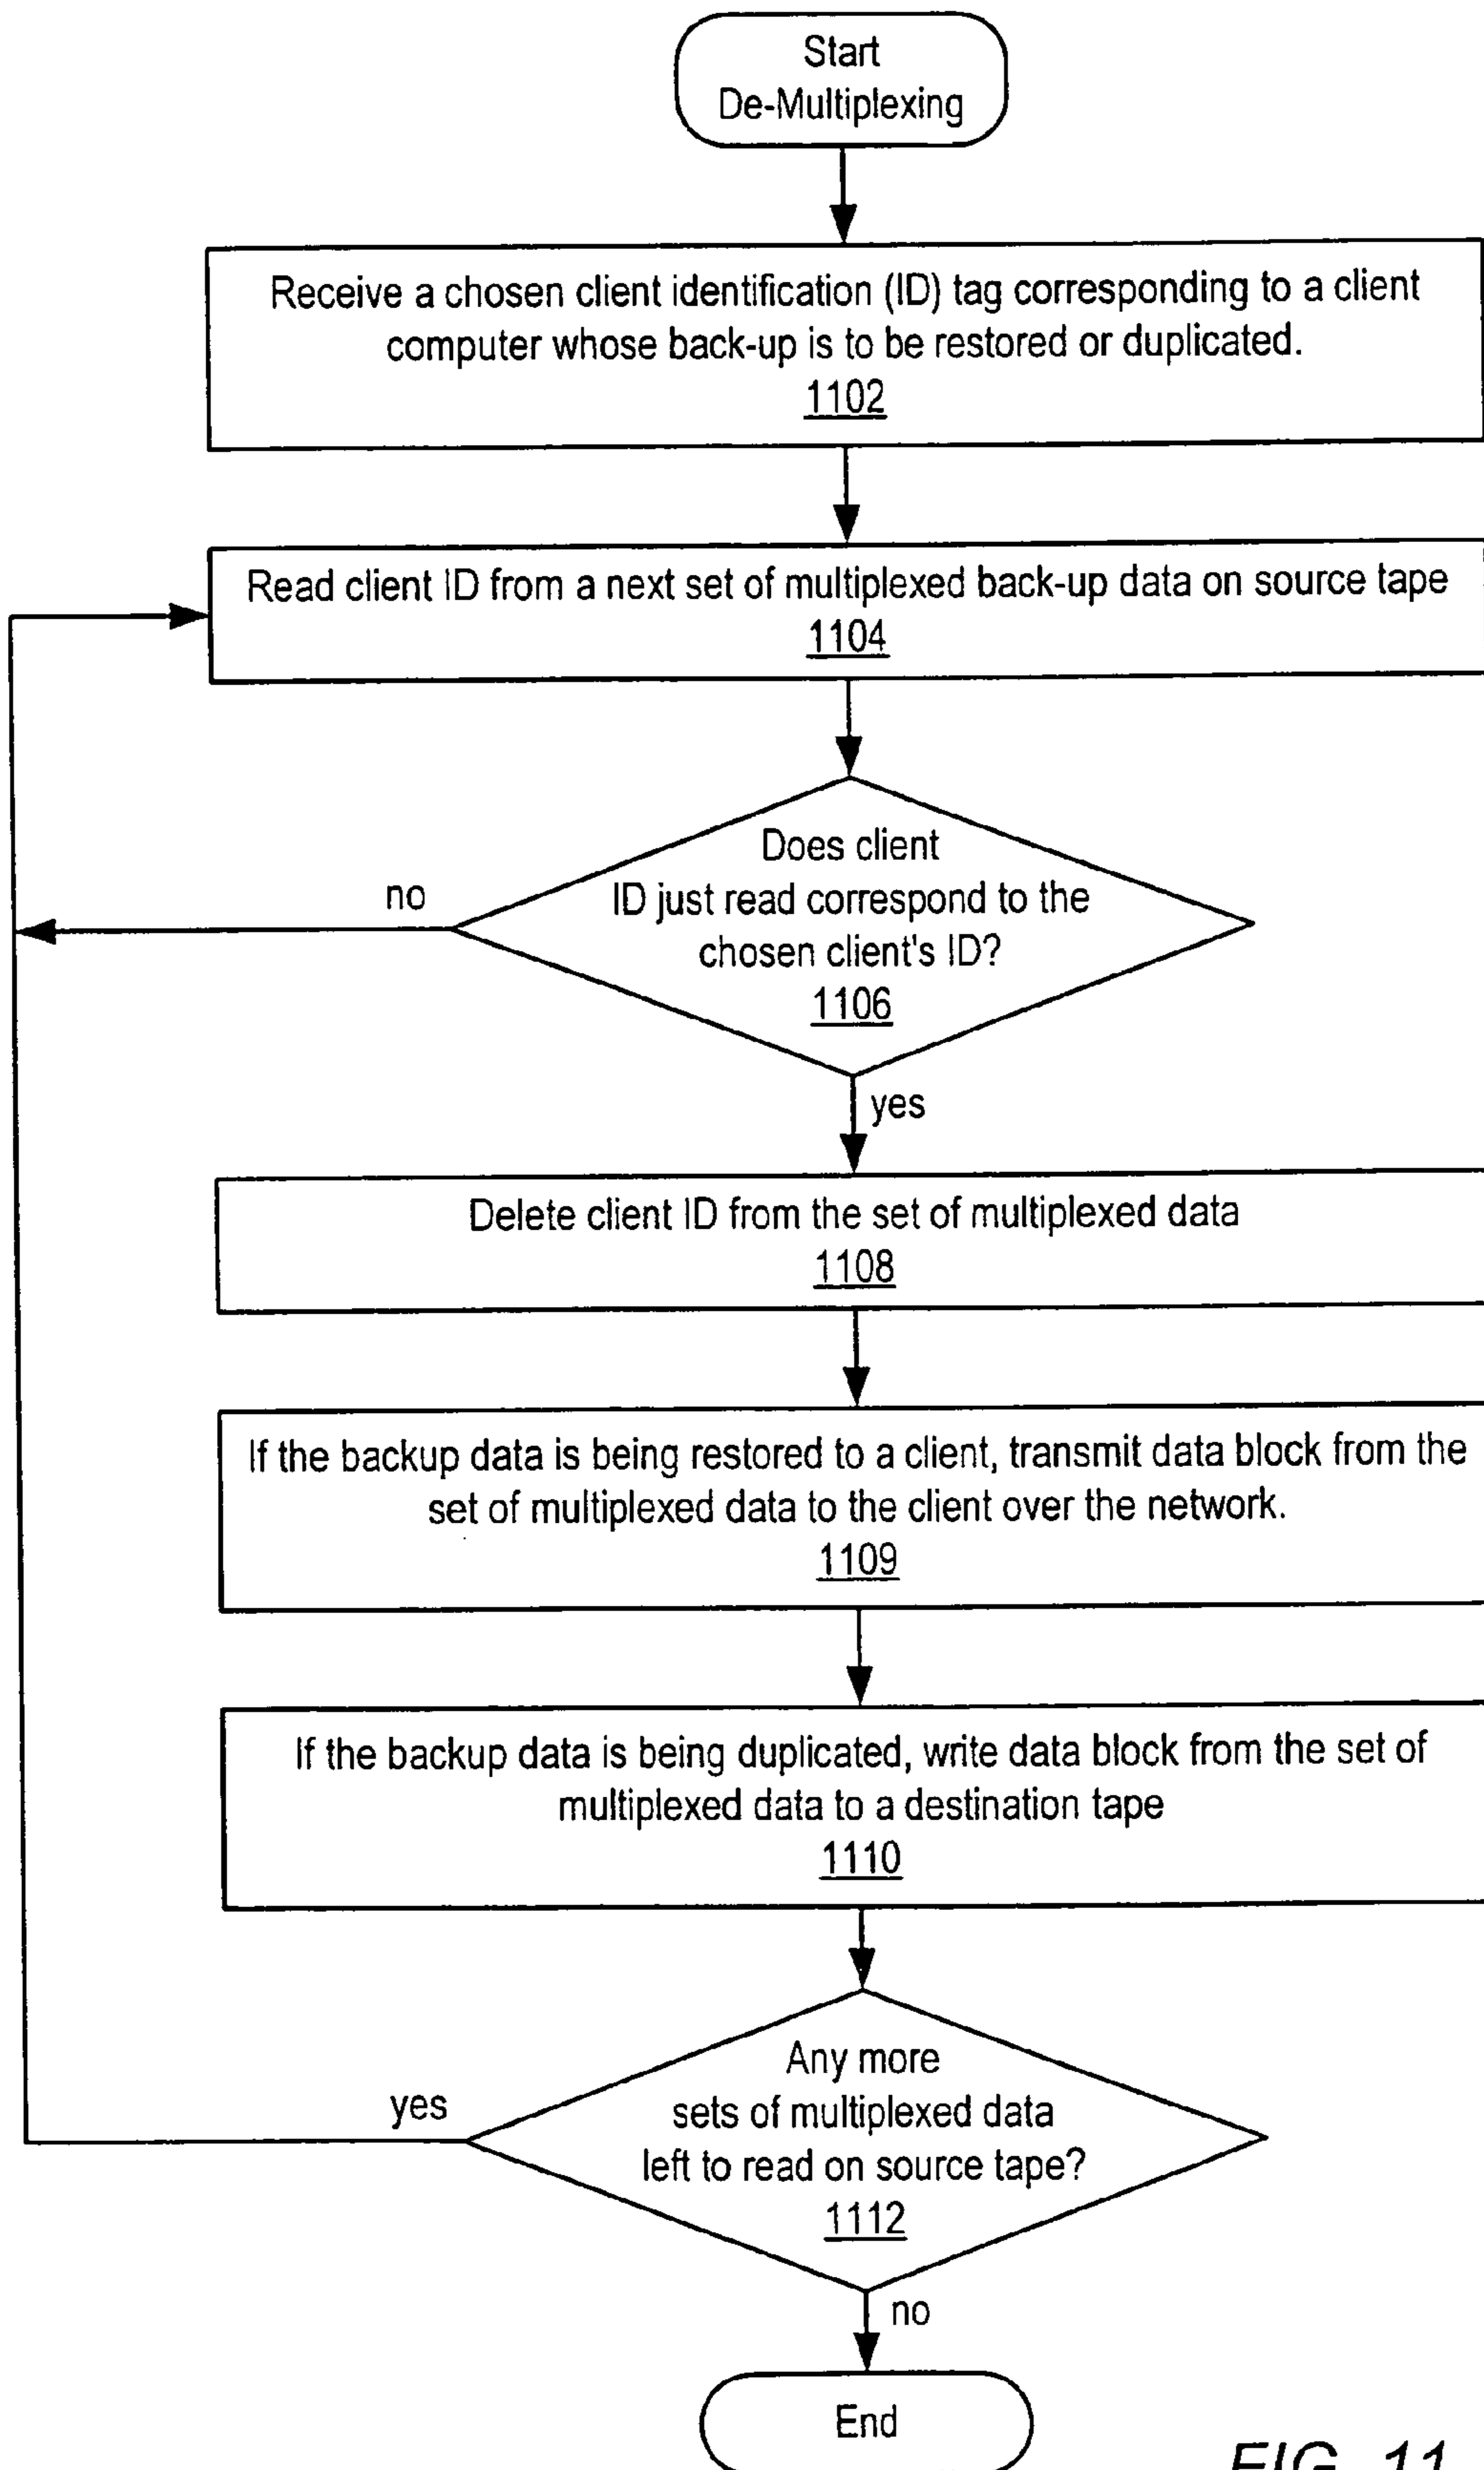 Start
De-Multiplexing
Receive a chosen client identification (ID) tag corresponding to a client
computer whose back-up is to be restored or duplicated.
1102
Read client ID from a next set of multiplexed back-up data on source tape
1104
Does client
ID just read correspond to the
chosen client's ID?
1106
no
yes
Delete client ID from the set of multiplexed data
1108
If the backup data is being restored to a client, transmit data block from the
set of multiplexed data to the client over the network.
1109
If the backup data is being duplicated, write data block from the set of
multiplexed data to a destination tape
1110
Any more
sets of multiplexed data
left to read on source tape?
1112
yes
no
End
FIG. 11